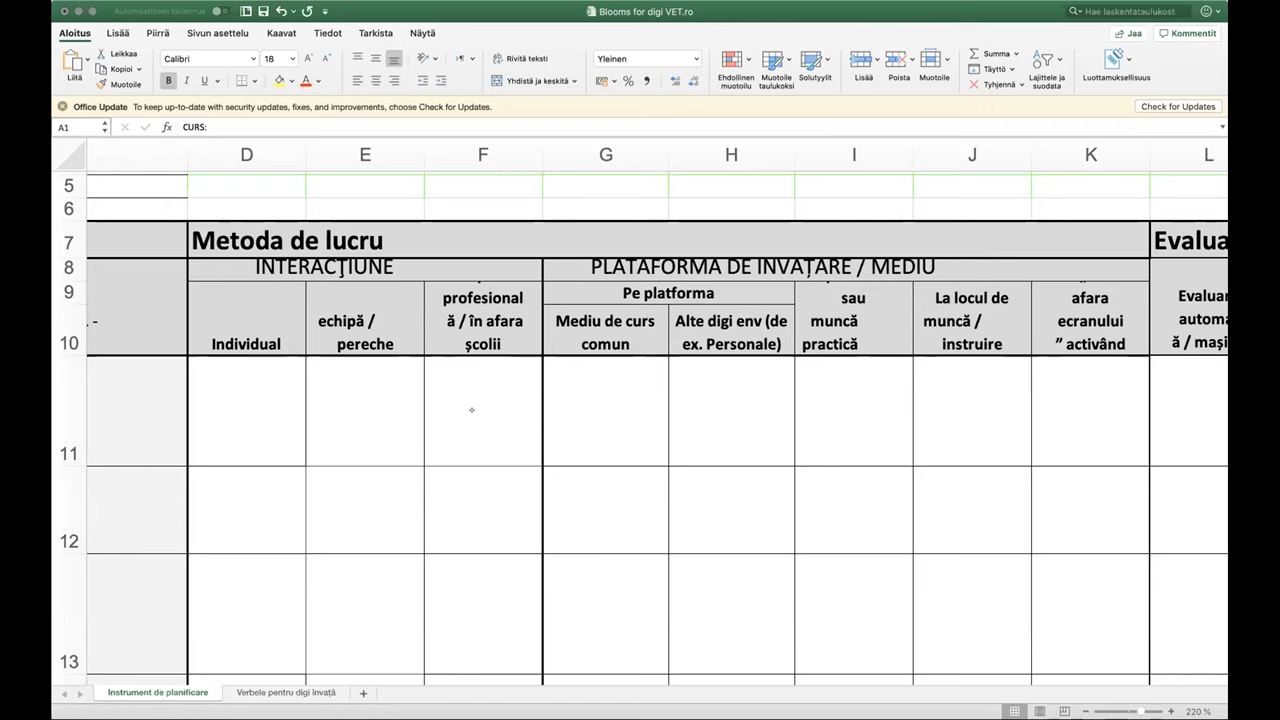 Automaattinen tallennus
Blooms for digi VET.ro
Hae laskentataulukost
Aloitus Lisää Piirrä Sivun asettelu Kaavat Tiedot Tarkista Näytä
Jaa Kommentit
Liitä
Leikkaa
Kopioi
Muotoile
Calibri 18
B I U
Rivitä teksti
Yhdistä ja keskitä
Yleinen
Ehdollinen muotoilu
Muotoile taulukoksi
Solutyylit
Lisää
Poista
Muotoile
Summa
Täyttö
Tyhjennä
Lajittele ja suodata
Luottamuksellisuus
Office Update To keep up-to-date with security updates, fixes, and improvements, choose Check for Updates.
Check for Updates
A1 fx CURS:
D E F G H I J K L
5
6
7 Metoda de lucru Evalua
8 INTERACŢIUNE PLATAFORMA DE INVAȚARE / MEDIU
9
10
. -
Individual
echipă /
pereche
profesional
ă / în afara
școlii
Pe platforma
Mediu de curs
comun
Alte digi env (de
ex. Personale)
sau
muncă
practică
La locul de
muncă /
instruire
afara
ecranului
” activând
Evaluar
automa
ă / mași
11
12
13
Instrument de planificare Verbele pentru digi învaţ +
220 %